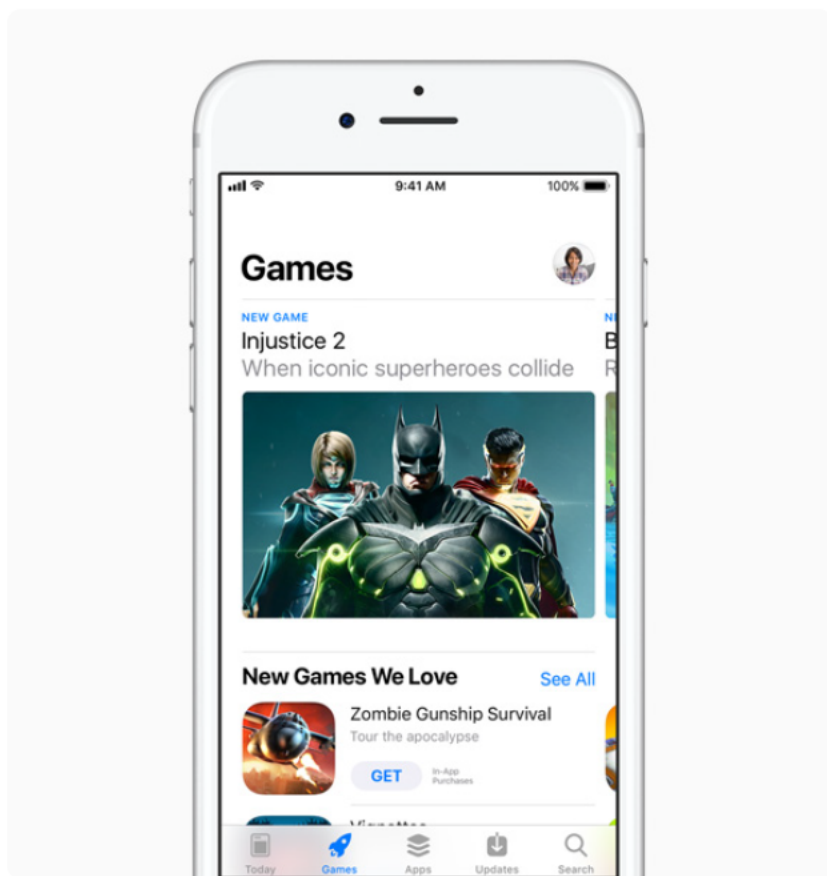 9:41 AM
100%
Games
NEW GAME
Injustice 2
When iconic superheroes collide
New Games We Love
See All
Zombie Gunship Survival
Tour the apocalypse
GET
In-App
Purchases
Today
Games
Apps
Updates
Search